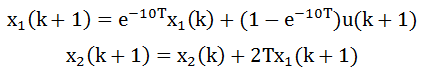 x₁(k + 1) = e⁻¹⁰ᵀx₁(k) + (1 − e⁻¹⁰ᵀ)u(k + 1)
x₂(k + 1) = x₂(k) + 2Tx₁(k + 1)